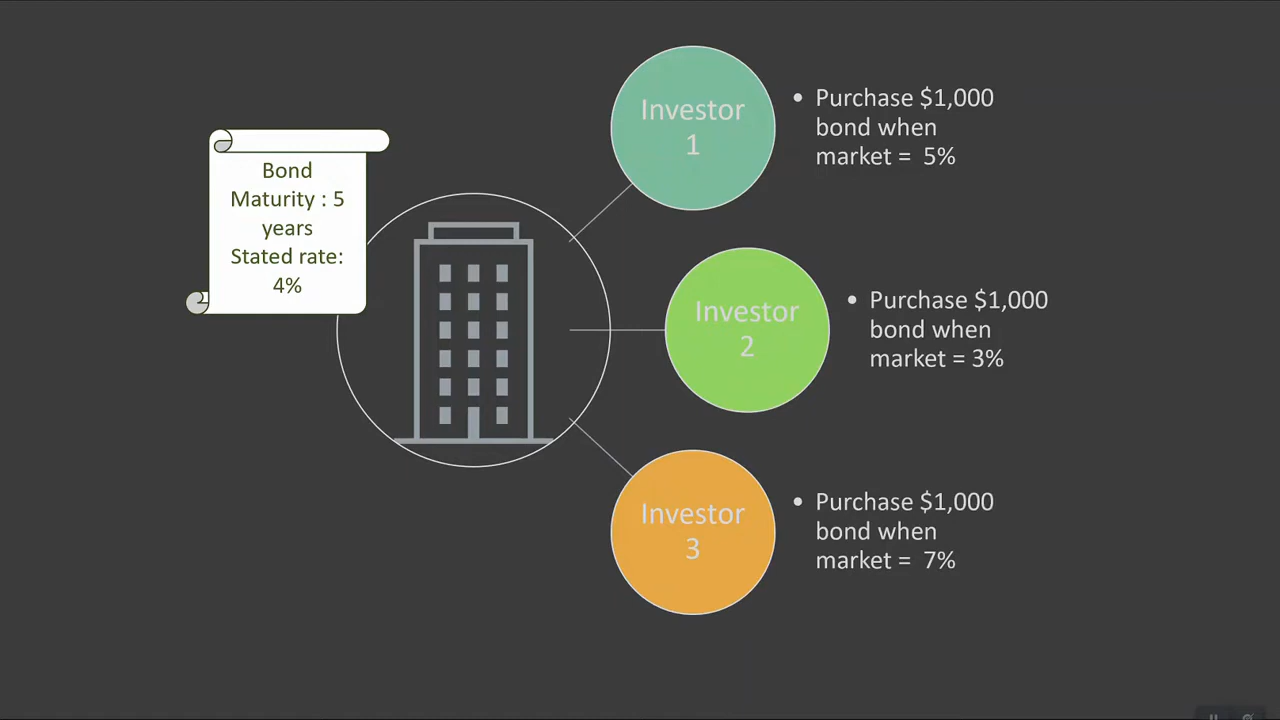 Bond
Maturity : 5
years
Stated rate:
4%
Investor
1
• Purchase $1,000
bond when
market =  5%
Investor
2
• Purchase $1,000
bond when
market = 3%
Investor
3
• Purchase $1,000
bond when
market =  7%